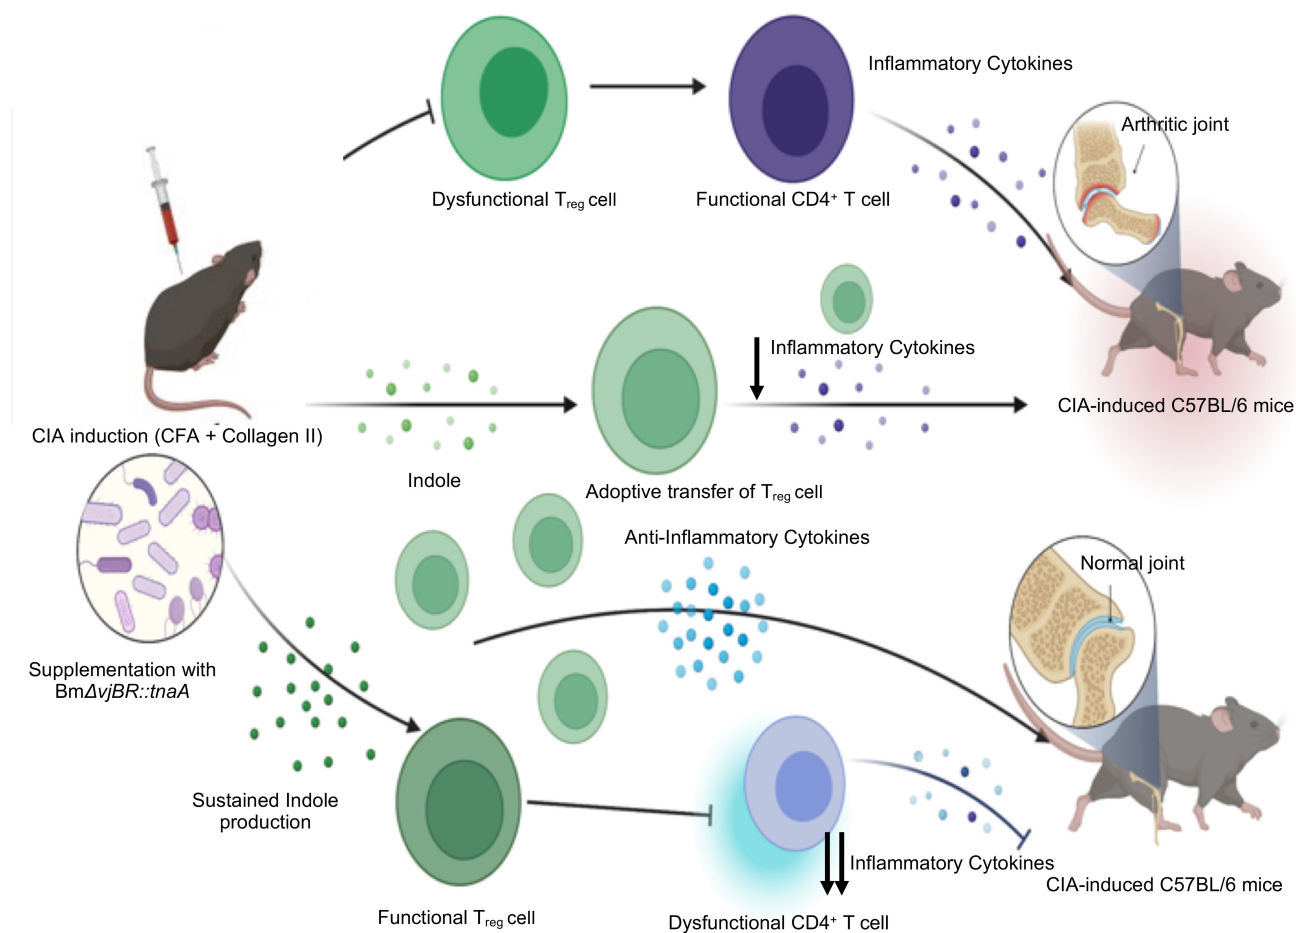 Inflammatory Cytokines
Arthritic joint
Dysfunctional Treg cell
Functional CD4+ T cell
Inflammatory Cytokines
CIA-induced C57BL/6 mice
CIA induction (CFA + Collagen II)
Indole
Adoptive transfer of Treg cell
Anti-Inflammatory Cytokines
Normal joint
Supplementation with
BmΔvjBR::tnaA
Sustained Indole
production
Inflammatory Cytokines
CIA-induced C57BL/6 mice
Functional Treg cell
Dysfunctional CD4+ T cell